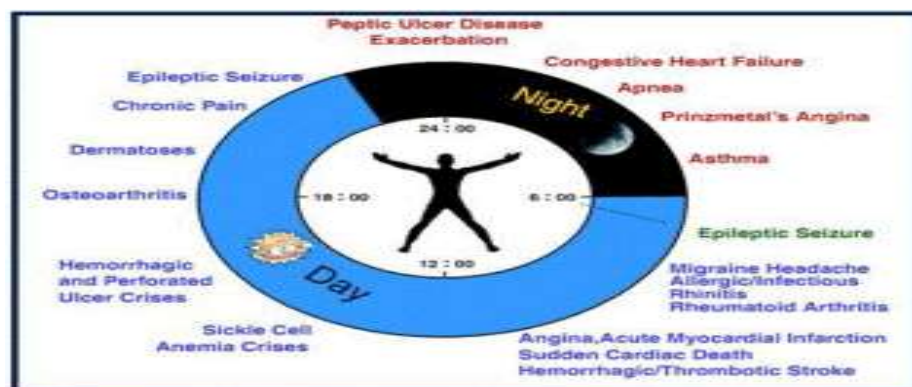 Peptic Ulcer Disease
Exacerbation
Congestive Heart Failure
Apnea
Prinzmetal's Angina
Asthma
Epileptic Seizure
Migraine Headache
Allergic/Infectious
Rhinitis
Rheumatoid Arthritis
Angina,Acute Myocardial Infarction
Sudden Cardiac Death
Hemorrhagic/Thrombotic Stroke
Sickle Cell
Anemia Crises
Hemorrhagic
and Perforated
Ulcer Crises
Osteoarthritis
Dermatoses
Chronic Pain
Epileptic Seizure
Night
Day
24:00
6:00
12:00
18:00